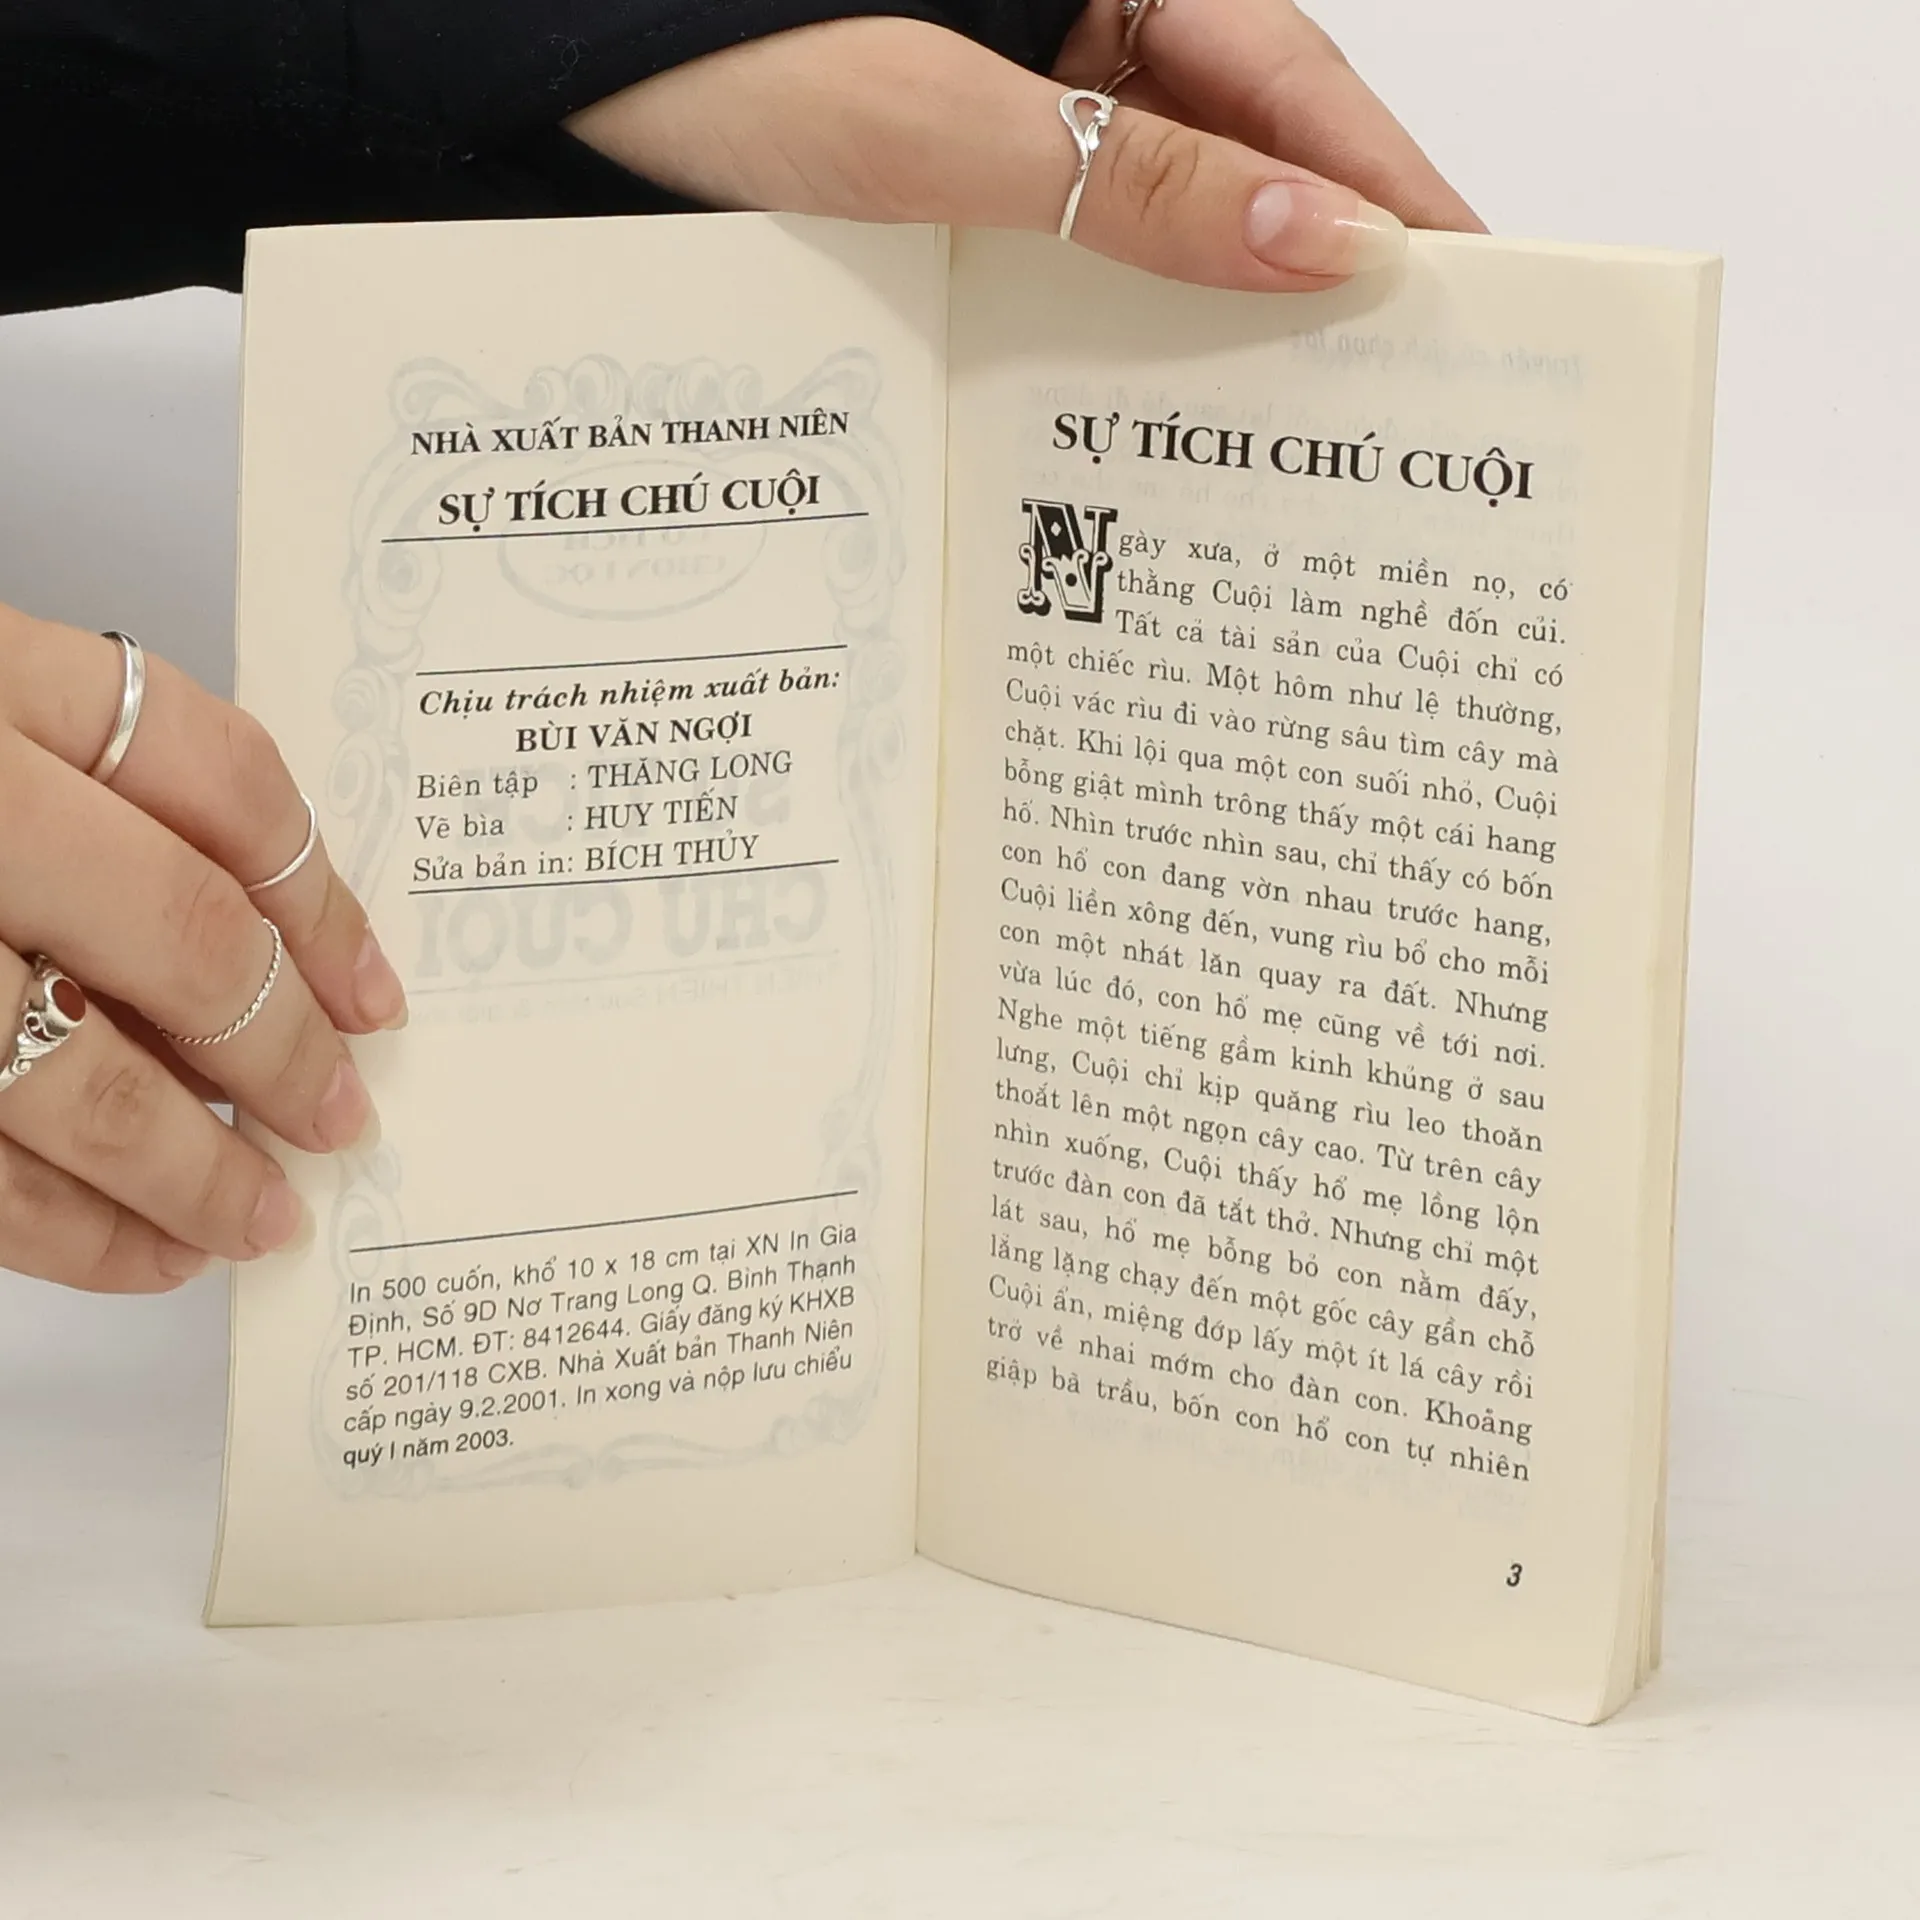 NHÀ XUẤT BẢN THANH NIÊN
SỰ TÍCH CHÚ CUỘI
Chịu trách nhiệm xuất bản:
BÙI VĂN NGỢI
Biên tập : THĂNG LONG
Vẽ bìa : HUY TIẾN
Sửa bản in: BÍCH THỦY
In 500 cuốn, khổ 10 x 18 cm tại XN In Gia
Định, Số 9D Nơ Trang Long Q. Bình Thạnh
TP. HCM. ĐT: 8412644. Giấy đăng ký KHXB
số 201/118 CXB. Nhà Xuất bản Thanh Niên
cấp ngày 9.2.2001. In xong và nộp lưu chiểu
quý I năm 2003.
SỰ TÍCH CHÚ CUỘI
Ngày xưa, ở một miền nọ, có
thằng Cuội làm nghề đốn củi.
Tất cả tài sản của Cuội chỉ có
một chiếc rìu. Một hôm như lệ thường,
Cuội vác rìu đi vào rừng sâu tìm cây mà
chặt. Khi lội qua một con suối nhỏ, Cuội
bỗng giật mình trông thấy một cái hang
hổ. Nhìn trước nhìn sau, chỉ thấy có bốn
con hổ con đang vờn nhau trước hang,
Cuội liền xông đến, vung rìu bổ cho mỗi
con một nhát lăn quay ra đất. Nhưng
vừa lúc đó, con hổ mẹ cũng về tới nơi.
Nghe một tiếng gầm kinh khủng ở sau
lưng, Cuội chỉ kịp quăng rìu leo thoăn
thoắt lên một ngọn cây cao. Từ trên cây
nhìn xuống, Cuội thấy hổ mẹ lồng lộn
trước đàn con đã tắt thở. Nhưng chỉ một
lát sau, hổ mẹ bỗng bỏ con nằm đấy,
lẳng lặng chạy đến một gốc cây gần chỗ
Cuội ẩn, miệng đớp lấy một ít lá cây rồi
trở về nhai mớm cho đàn con. Khoảng
giập bã trầu, bốn con hổ con tự nhiên
3